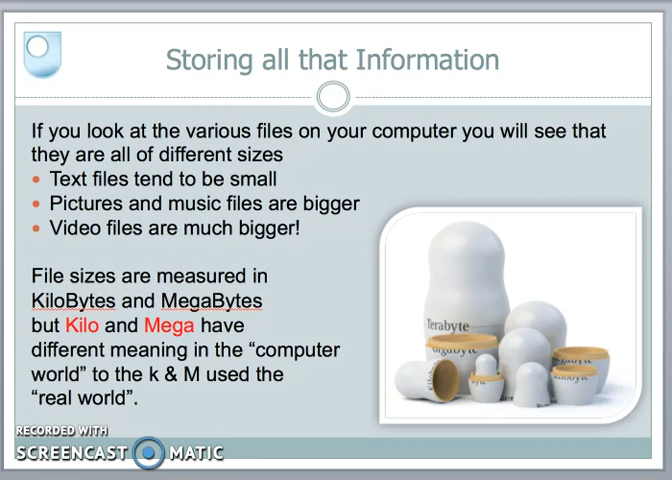 Storing all that Information
If you look at the various files on your computer you will see that
they are all of different sizes
• Text files tend to be small
• Pictures and music files are bigger
• Video files are much bigger!
File sizes are measured in
KiloBytes and MegaBytes
but Kilo and Mega have
different meaning in the “computer
world” to the k & M used the
“real world”.
Terabyte
RECORDED WITH
SCREENCAST MATIC